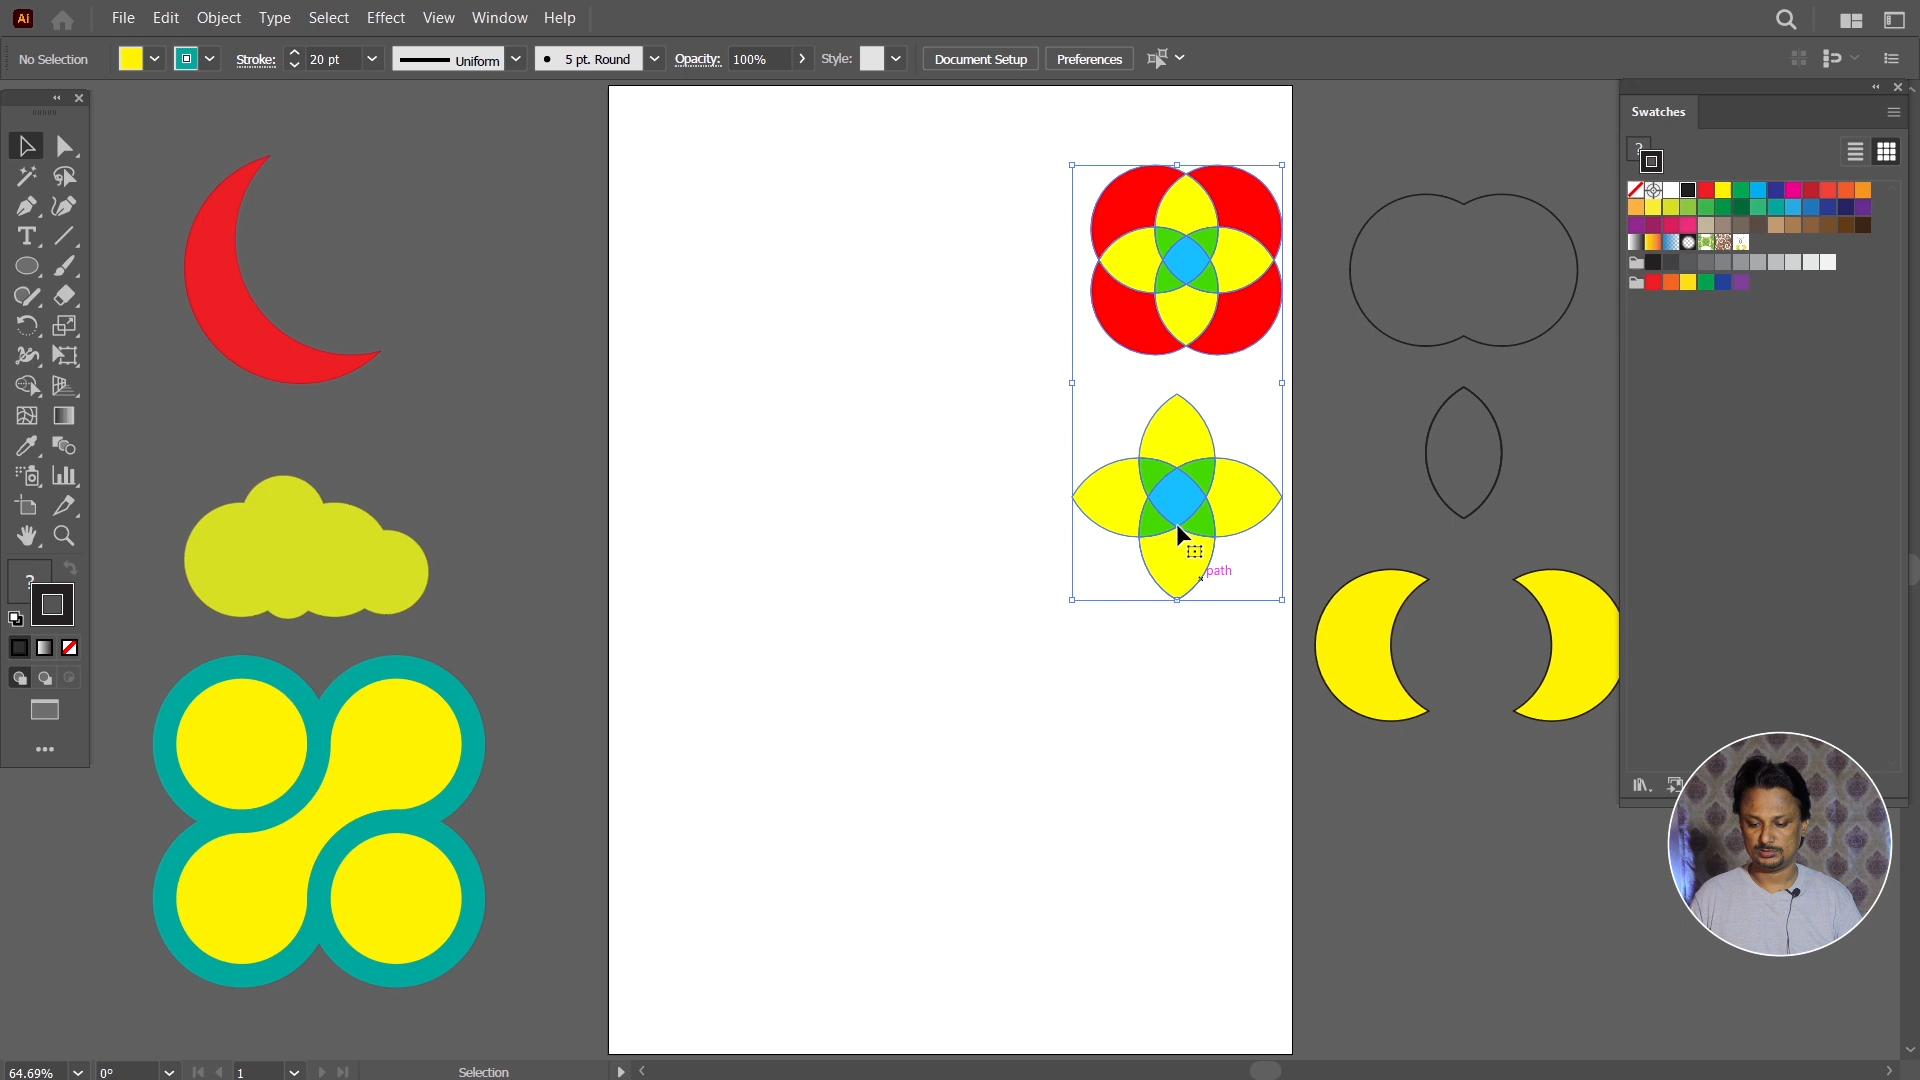 Ai File Edit Object Type Select Effect View Window Help
No Selection Stroke: 20 pt Uniform 5 pt. Round Opacity: 100% Style: Document Setup Preferences
Swatches
?
?
path
64.69% 0° 1 Selection